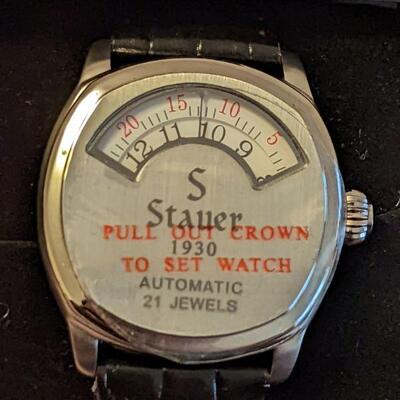 20 15 10 5
12 11 10 9
S
Stauer
PULL OUT CROWN
1930
TO SET WATCH
AUTOMATIC
21 JEWELS